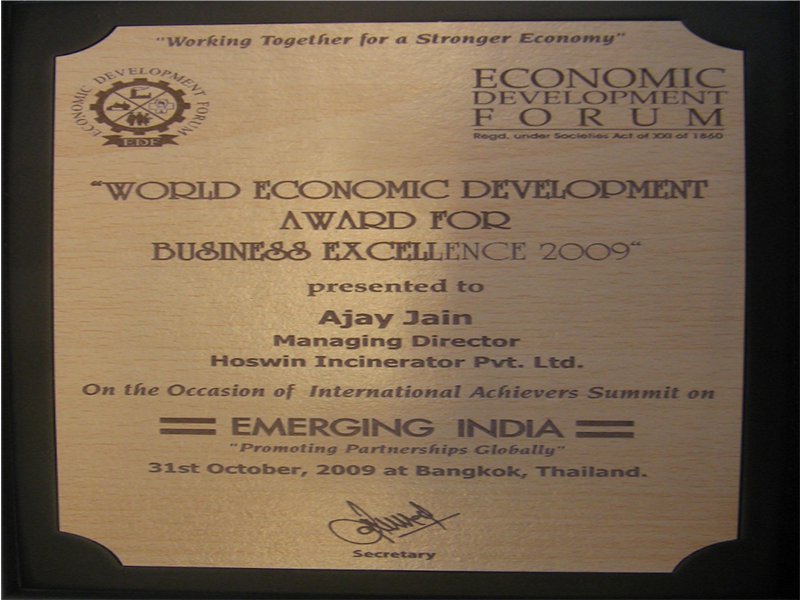 "Working Together for a Stronger Economy"
ECONOMIC DEVELOPMENT FORUM
EDF
ECONOMIC
DEVELOPMENT
FORUM
Regd. under Societies Act of XXI of 1860
"WORLD ECONOMIC DEVELOPMENT
AWARD FOR
BUSINESS EXCELLENCE 2009"
presented to
Ajay Jain
Managing Director
Hoswin Incinerator Pvt. Ltd.
On the Occasion of International Achievers Summit on
EMERGING INDIA
"Promoting Partnerships Globally"
31st October, 2009 at Bangkok, Thailand.
Secretary